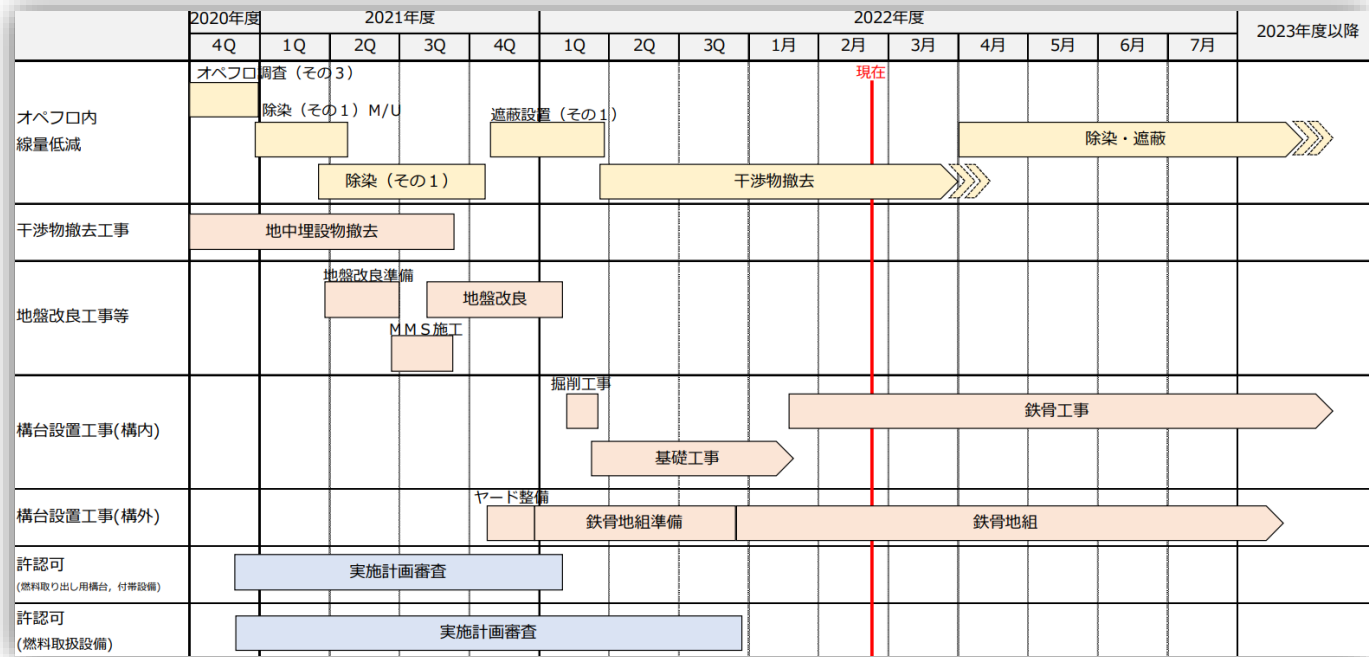 2020年度 2021年度 2022年度 2023年度以降
4Q 1Q 2Q 3Q 4Q 1Q 2Q 3Q 1月 2月 3月 4月 5月 6月 7月
現在
オペフロ内
線量低減
オペフロ調査（その３）
除染（その１）Ｍ/Ｕ
遮蔽設置（その１）
除染・遮蔽
除染（その１）
干渉物撤去
干渉物撤去工事
地中埋設物撤去
地盤改良工事等
地盤改良準備
地盤改良
ＭＭＳ施工
構台設置工事(構内)
掘削工事
鉄骨工事
基礎工事
構台設置工事(構外)
ヤード整備
鉄骨地組準備
鉄骨地組
許認可
(燃料取り出し用構台，付帯設備)
実施計画審査
許認可
(燃料取扱設備)
実施計画審査